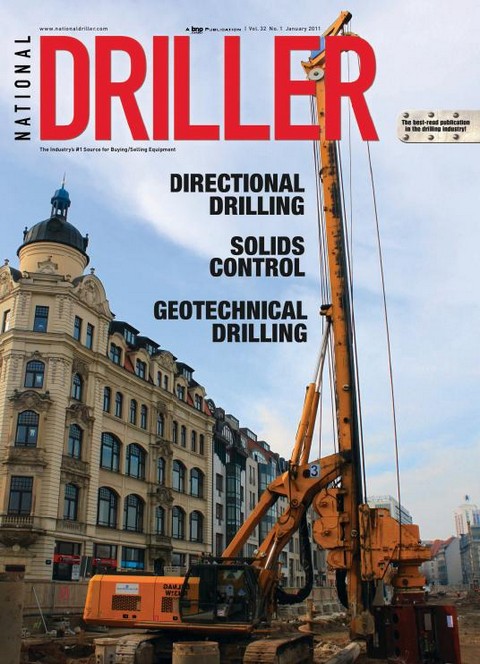 www.nationaldriller.com
A bnp PUBLICATION | Vol. 32 No. 1 January 2011
NATIONAL
DRILLER
The Industry's #1 Source for Buying/Selling Equipment
The best-read publication
in the drilling industry!
DIRECTIONAL
DRILLING
SOLIDS
CONTROL
GEOTECHNICAL
DRILLING
3